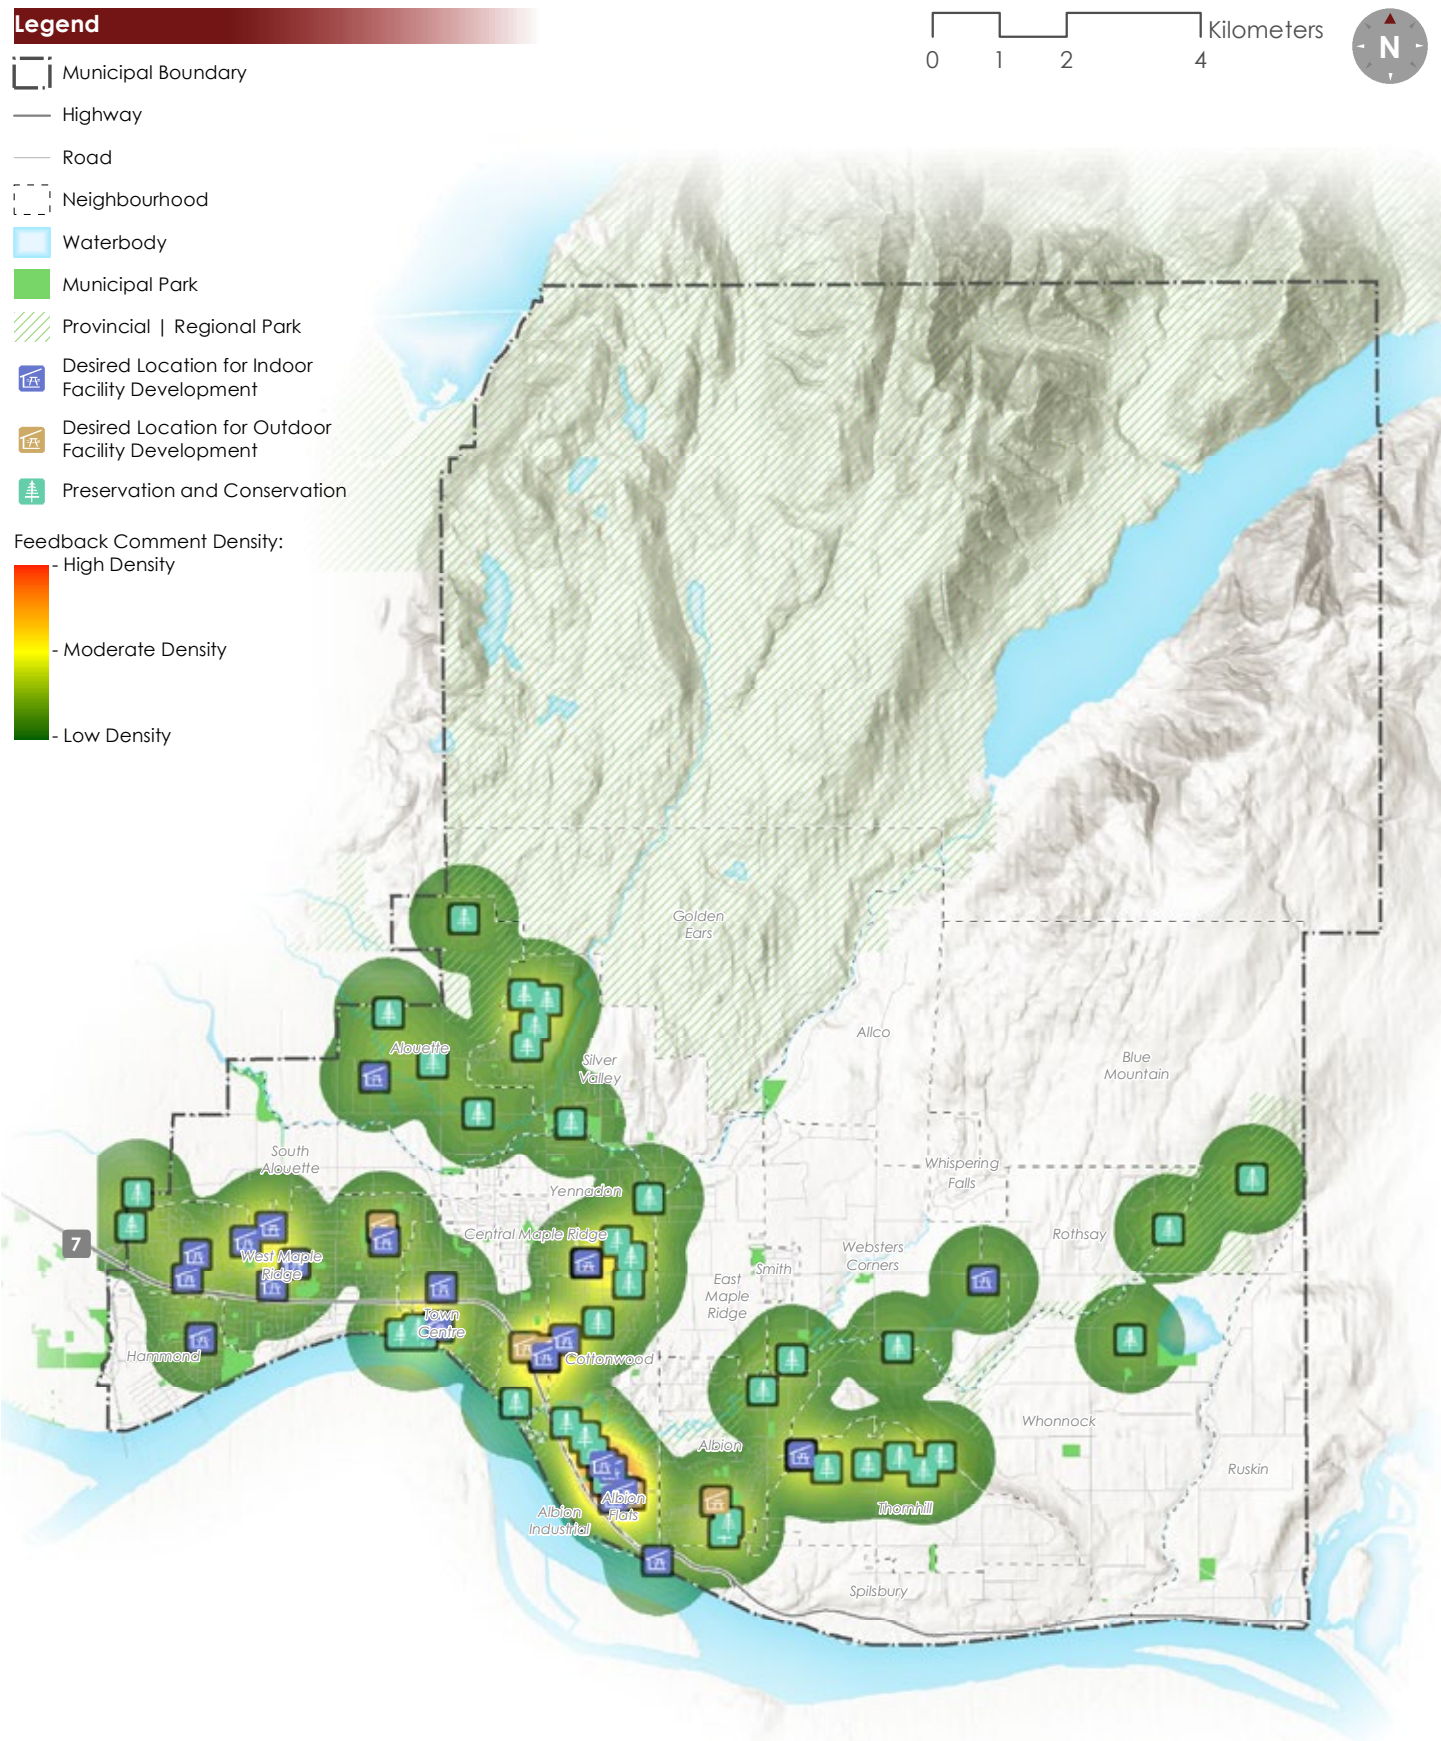 Legend
Municipal Boundary
Highway
Road
Neighbourhood
Waterbody
Municipal Park
Provincial | Regional Park
Desired Location for Indoor
Facility Development
Desired Location for Outdoor
Facility Development
Preservation and Conservation
Feedback Comment Density:
- High Density
- Moderate Density
- Low Density
Kilometers
0 1 2 4
N
Golden
Ears
Allco
Blue
Mountain
Alouette
Silver
Valley
South
Alouette
Yennadon
Whispering
Falls
7
Central Maple Ridge
West Maple
Ridge
Websters
Corners
Rothsay
Smith
East
Maple
Ridge
Town
Centre
Hammond
Cottonwood
Whonnock
Albion
Ruskin
Albion
Flats
Albion
Industrial
Thornhill
Spilsbury